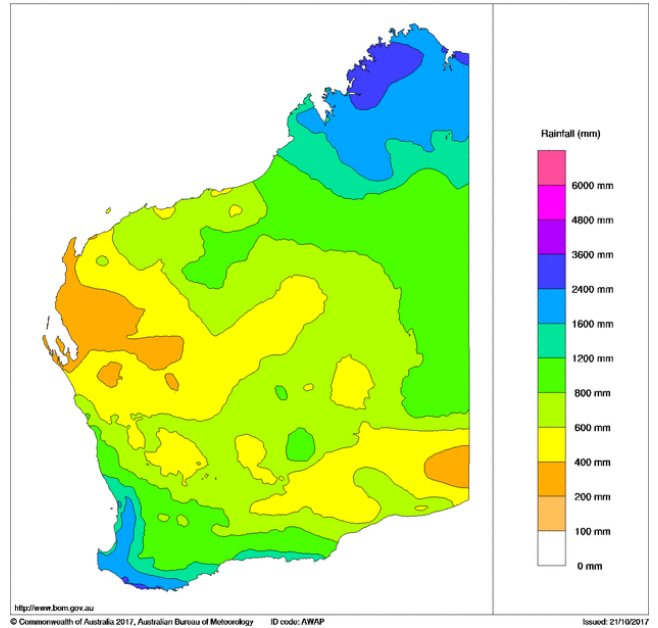 Rainfall (mm)
6000 mm
4800 mm
3600 mm
2400 mm
1600 mm
1200 mm
800 mm
600 mm
400 mm
200 mm
100 mm
0 mm
http://www.bom.gov.au
© Commonwealth of Australia 2017, Australian Bureau of Meteorology ID code: AWAP Issued: 21/10/2017